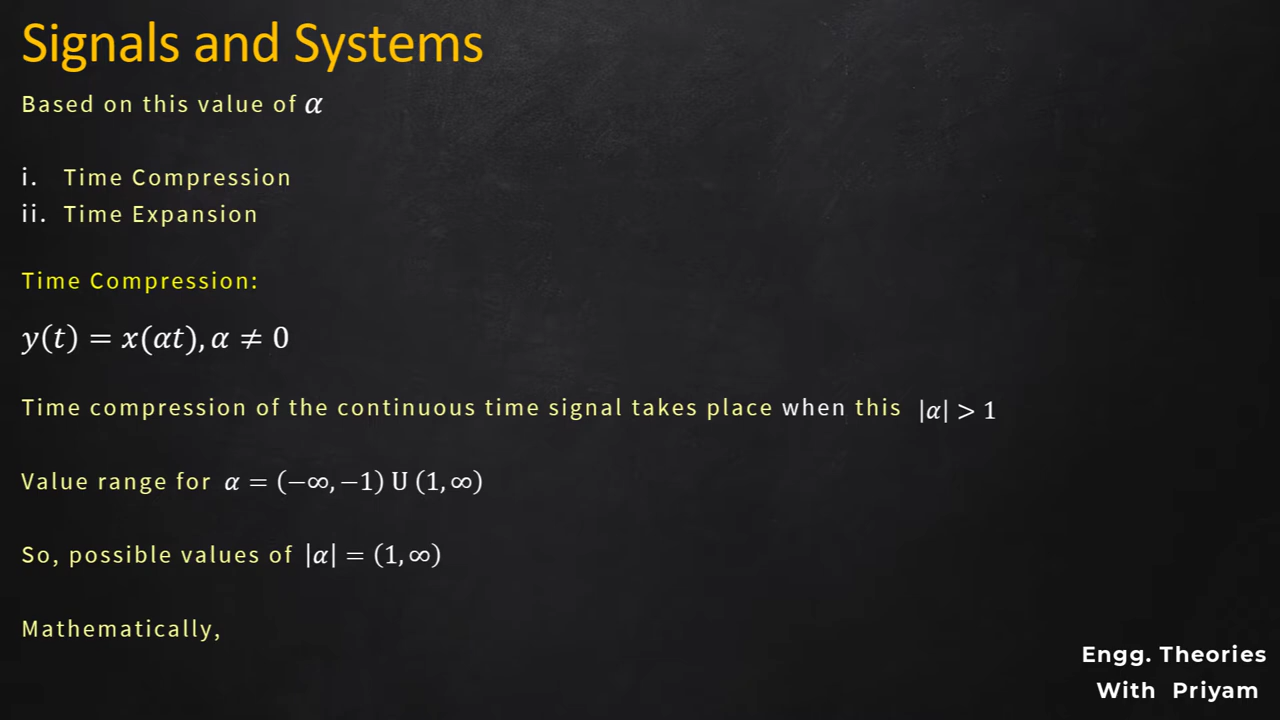 Signals and Systems
Based on this value of α
i. Time Compression
ii. Time Expansion
Time Compression:
y(t) = x(αt), α ≠ 0
Time compression of the continuous time signal takes place when this |α| > 1
Value range for α = (−∞, −1) U (1, ∞)
So, possible values of |α| = (1, ∞)
Mathematically,
Engg. Theories
With Priyam